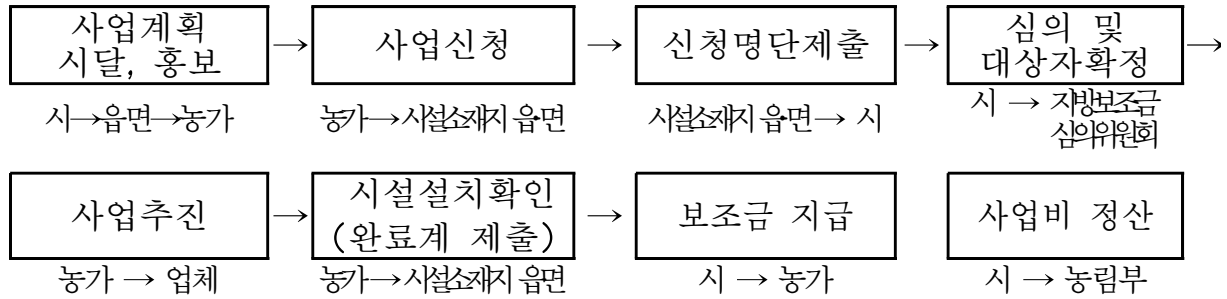 사업계획
시달, 홍보
→
사업신청
→
신청명단제출
→
심의 및
대상자확정
→
시→읍면→농가
농가→시설소재지 읍·면
시설소재지 읍·면→ 시
시 → 지방보조금
심의위원회
사업추진
→
시설설치확인
(완료계 제출)
→
보조금 지급
사업비 정산
농가 → 업체
농가→시설소재지 읍·면
시 → 농가
시 → 농림부